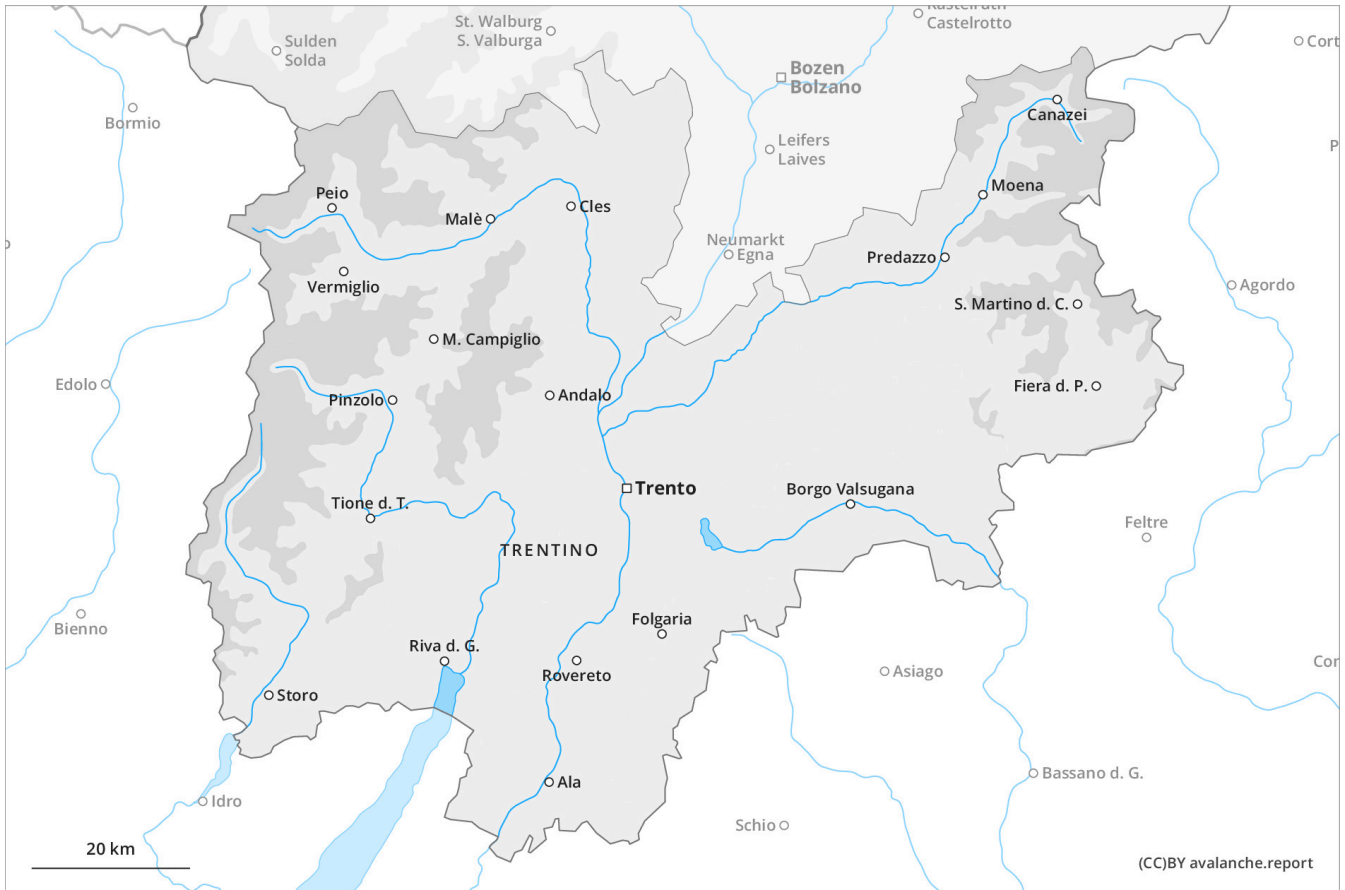 St. Walburg
S. Valburga
Castelrotto
Sulden
Solda
Cort
Bozen
Bolzano
Bormio
Canazei
Leifers
Laives
P
Moena
Peio
Malè
Cles
Neumarkt
Egna
Predazzo
Vermiglio
S. Martino d. C.
Agordo
M. Campiglio
Edolo
Pinzolo
Andalo
Fiera d. P.
Trento
Borgo Valsugana
Tione d. T.
Feltre
TRENTINO
Bienno
Folgaria
Riva d. G.
Rovereto
Asiago
Cor
Storo
Ala
Bassano d. G.
Idro
Schio
20 km
(CC)BY avalanche.report